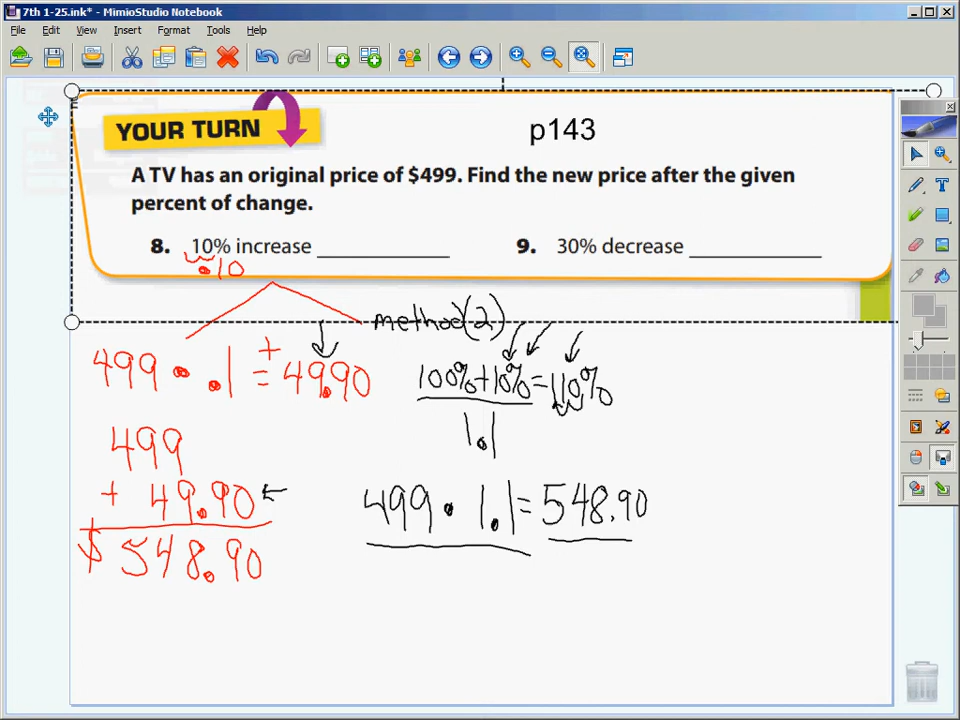 7th 1-25.ink* - MimioStudio Notebook
File Edit View Insert Format Tools Help
YOUR TURN
p143
A TV has an original price of $499. Find the new price after the given
percent of change.
8. 10% increase ____________ 9. 30% decrease ____________
.10
method(2)
499 · .1 = +49.90
100%+10%=110%
1.1
499
+ 49.90
$548.90
499 · 1.1 = 548.90